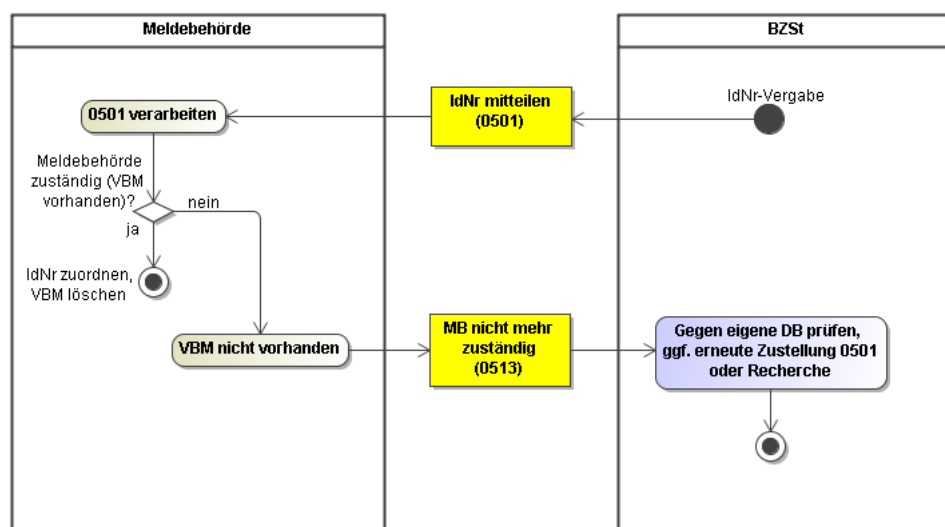 Meldebehörde
BZSt
IdNr-Vergabe
IdNr mitteilen
(0501)
0501 verarbeiten
Meldebehörde
zuständig (VBM
vorhanden)?
nein
ja
IdNr zuordnen,
VBM löschen
VBM nicht vorhanden
MB nicht mehr
zuständig
(0513)
Gegen eigene DB prüfen,
ggf. erneute Zustellung 0501
oder Recherche